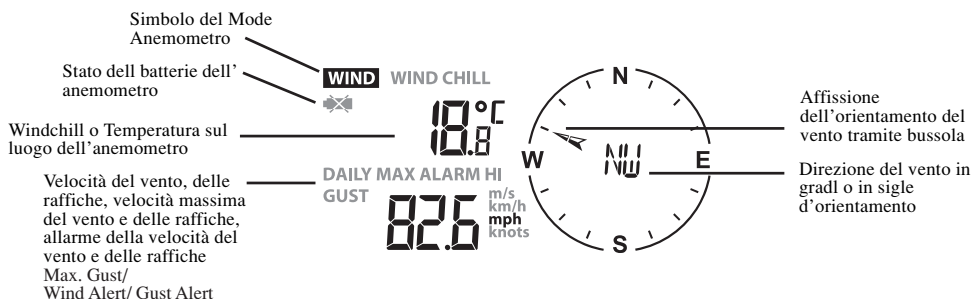 Simbolo del Mode
Anemometro
Stato dell batterie dell'
anemometro
Windchill o Temperatura sul
luogo dell'anemometro
Velocità del vento, delle
raffiche, velocità massima
del vento e delle raffiche,
allarme della velocità del
vento e delle raffiche
Max. Gust/
Wind Alert/ Gust Alert
WIND WIND CHILL
18.8°C
DAILY MAX ALARM HI
GUST
82.6
m/s
km/h
mph
knots
N
W
NW
E
S
Affissione
dell'orientamento del
vento tramite bussola
Direzione del vento in
gradl o in sigle
d'orientamento